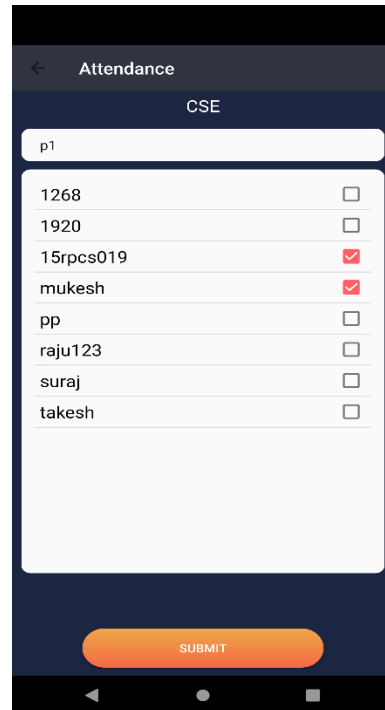 Attendance
CSE
p1
1268
1920
15rpcs019
mukesh
pp
raju123
suraj
takesh
SUBMIT